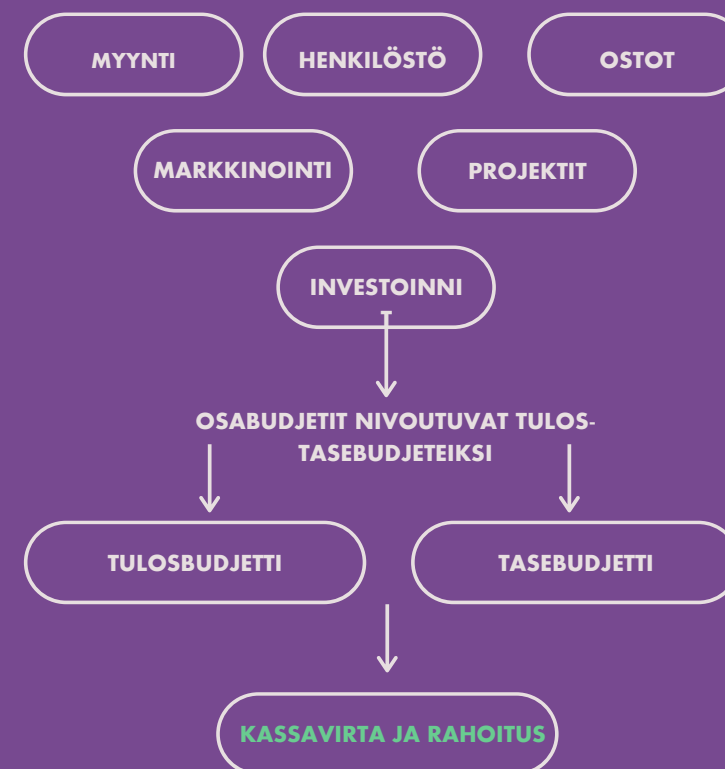 MYYNTI
HENKILÖSTÖ
OSTOT
MARKKINOINTI
PROJEKTIT
INVESTOINNI
T
OSABUDJETIT NIVOUTUVAT TULOS-
TASEBUDJETEIKSI
TULOSBUDJETTI
TASEBUDJETTI
KASSAVIRTA JA RAHOITUS